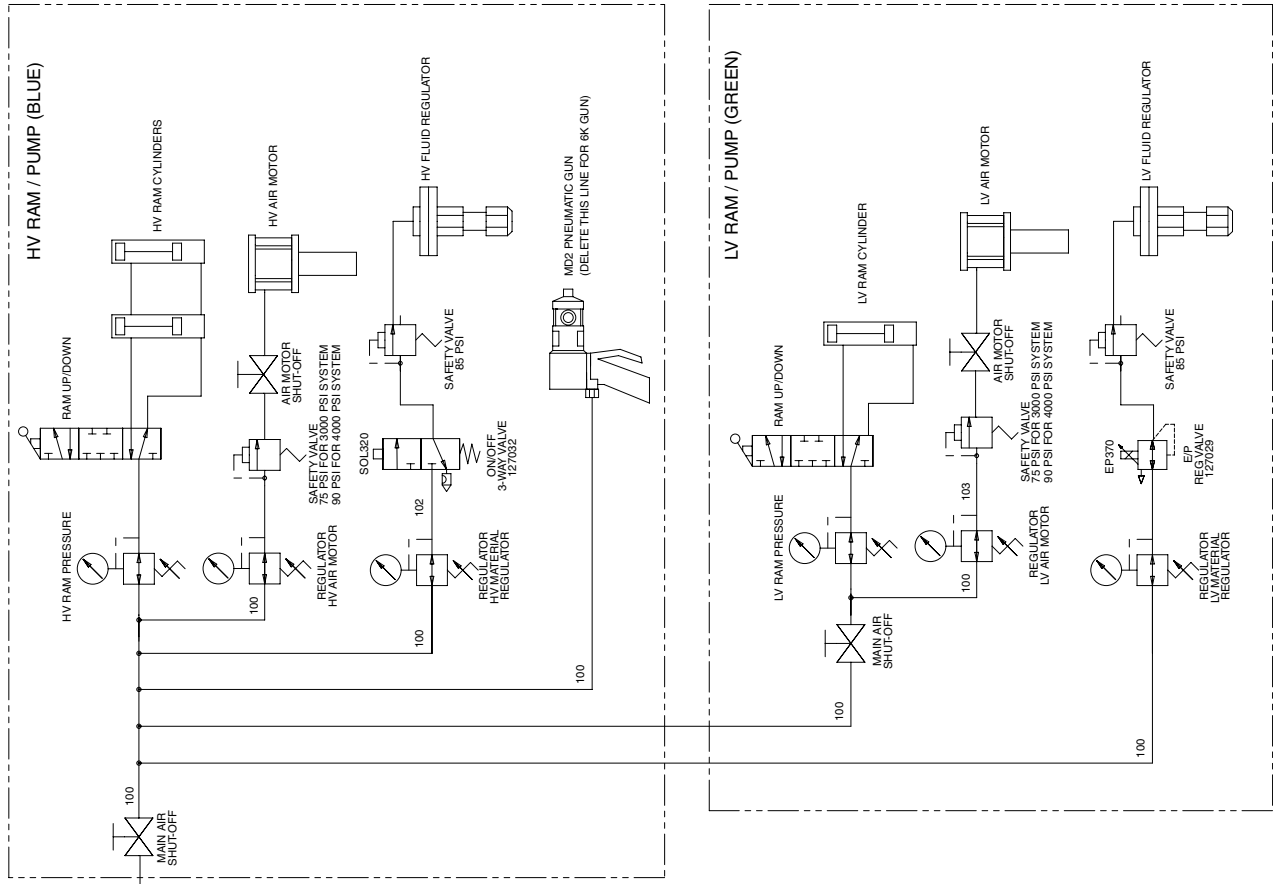 HV RAM / PUMP (BLUE)
HV RAM CYLINDERS
HV AIR MOTOR
HV FLUID REGULATOR
MD2 PNEUMATIC GUN
(DELETE THIS LINE FOR 6K GUN)
RAM UP/DOWN
AIR MOTOR
SHUT-OFF
SAFETY VALVE
85 PSI
SAFETY VALVE
75 PSI FOR 3000 PSI SYSTEM
90 PSI FOR 4000 PSI SYSTEM
SOL320
ON/OFF
3-WAY VALVE
127032
102
HV RAM PRESSURE
REGULATOR
HV AIR MOTOR
REGULATOR
HV MATERIAL
REGULATOR
100
100
100
100
MAIN AIR
SHUT-OFF
LV RAM / PUMP (GREEN)
LV RAM CYLINDER
LV AIR MOTOR
LV FLUID REGULATOR
RAM UP/DOWN
AIR MOTOR
SHUT-OFF
SAFETY VALVE
85 PSI
SAFETY VALVE
75 PSI FOR 3000 PSI SYSTEM
90 PSI FOR 4000 PSI SYSTEM
EP370
E/P
REG.VALVE
127029
103
LV RAM PRESSURE
REGULATOR
LV AIR MOTOR
REGULATOR
LV MATERIAL
REGULATOR
100
MAIN AIR
SHUT-OFF
100
100